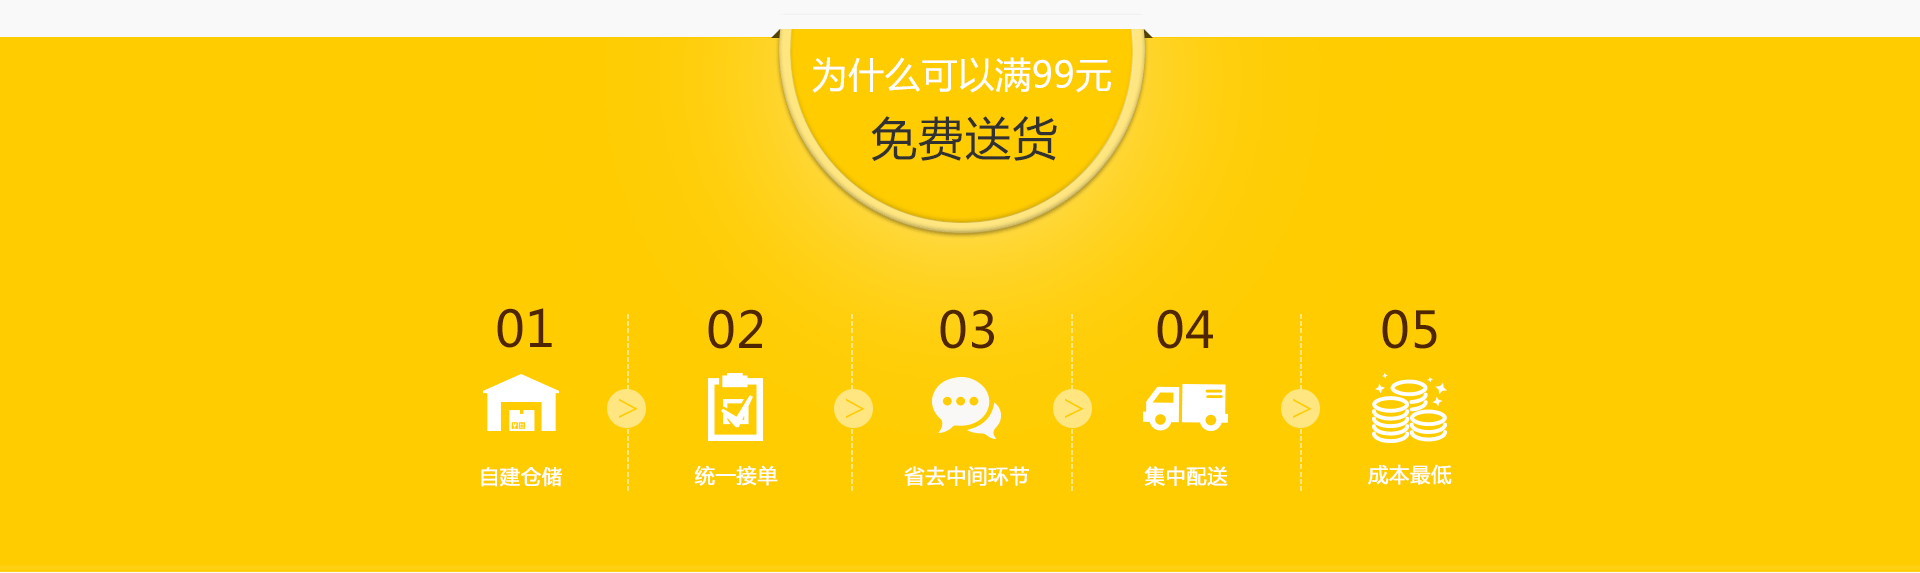 为什么可以满99元
免费送货
01
02
03
04
05
>
>
>
>
自建仓储
统一接单
省去中间环节
集中配送
成本最低